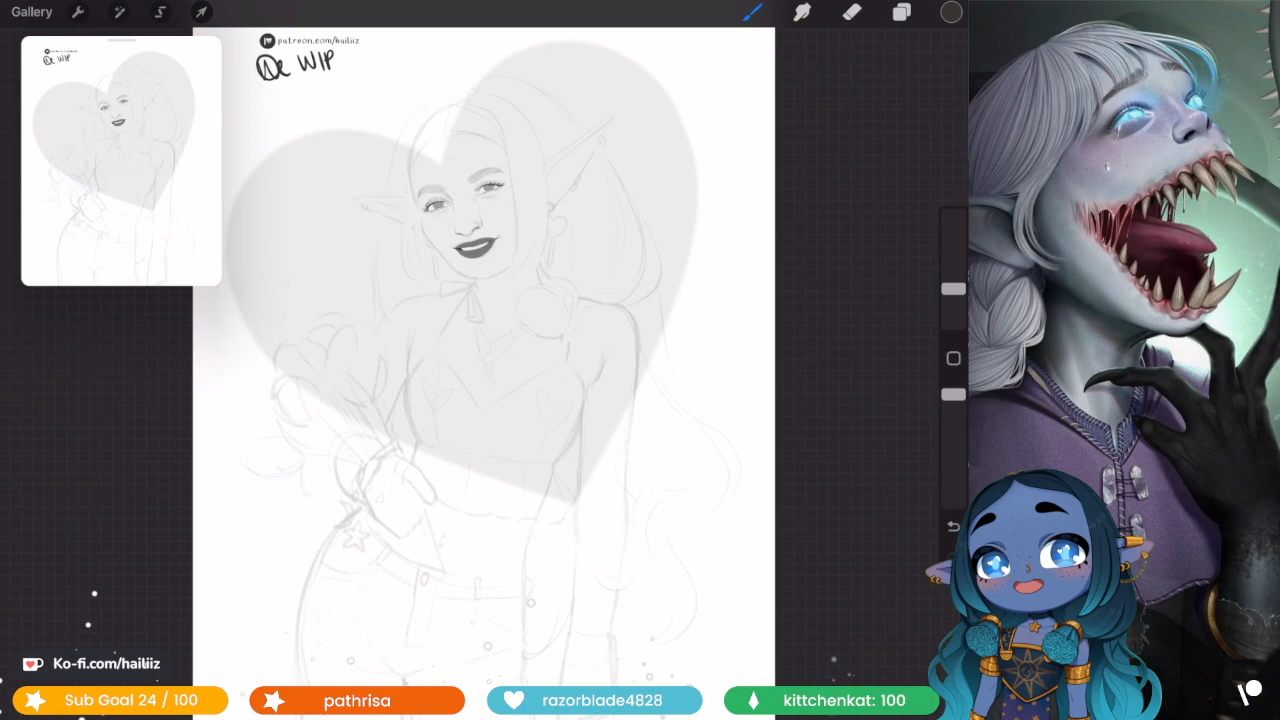 Gallery
patreon.com/hailiiz
WIP
Ko-fi.com/hailiiz
Sub Goal 24 / 100
pathrisa
razorblade4828
kittchenkat: 100